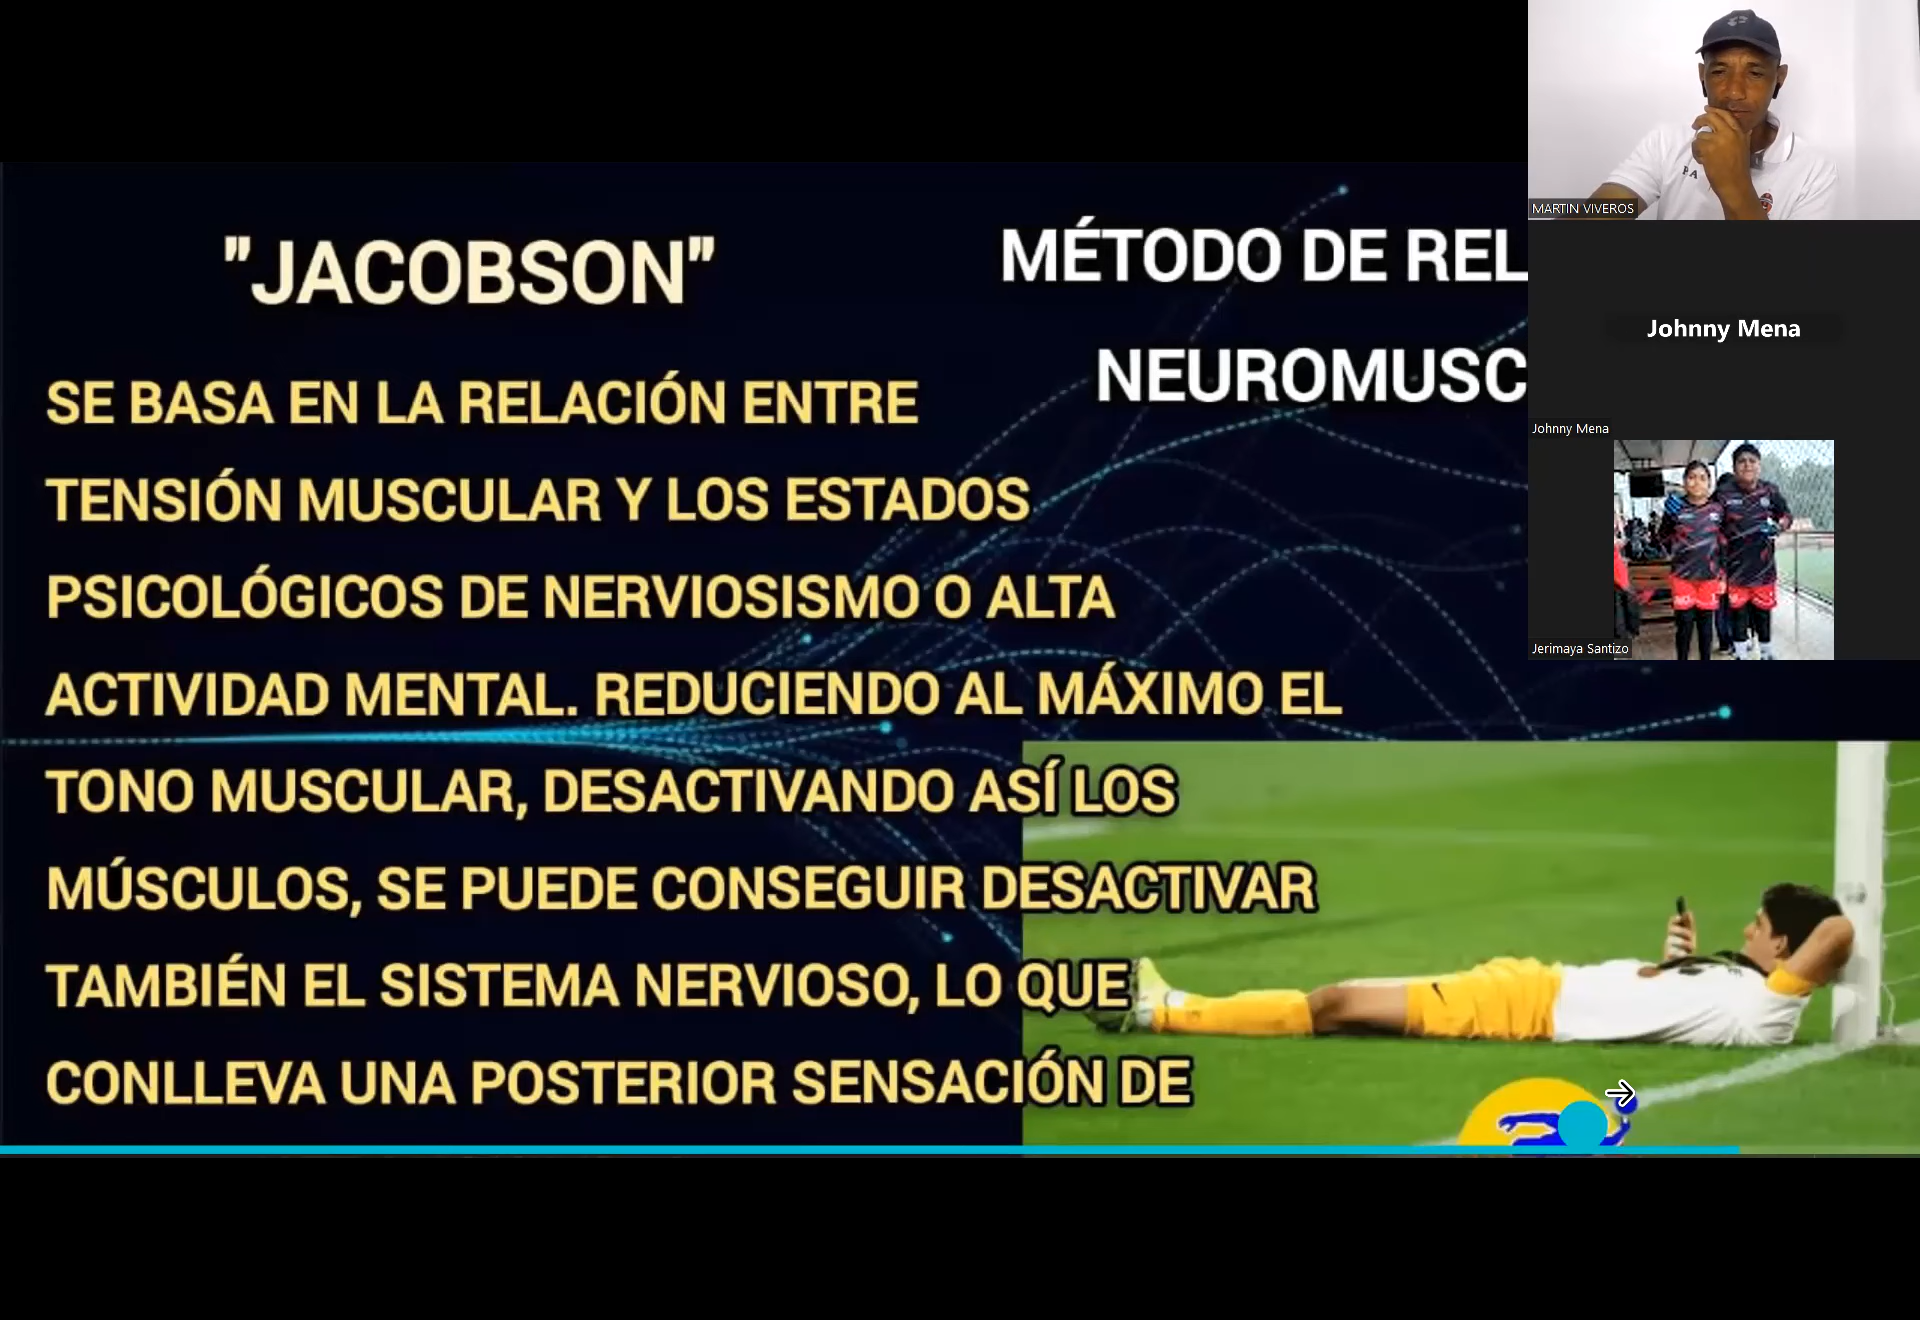 "JACOBSON"
SE BASA EN LA RELACIÓN ENTRE
TENSIÓN MUSCULAR Y LOS ESTADOS
PSICOLÓGICOS DE NERVIOSISMO O ALTA
ACTIVIDAD MENTAL. REDUCIENDO AL MÁXIMO EL
TONO MUSCULAR, DESACTIVANDO ASÍ LOS
MÚSCULOS, SE PUEDE CONSEGUIR DESACTIVAR
TAMBIÉN EL SISTEMA NERVIOSO, LO QUE
CONLLEVA UNA POSTERIOR SENSACIÓN DE
MÉTODO DE REL
NEUROMUSC
MARTIN VIVEROS
Johnny Mena
Johnny Mena
Jerimaya Santizo